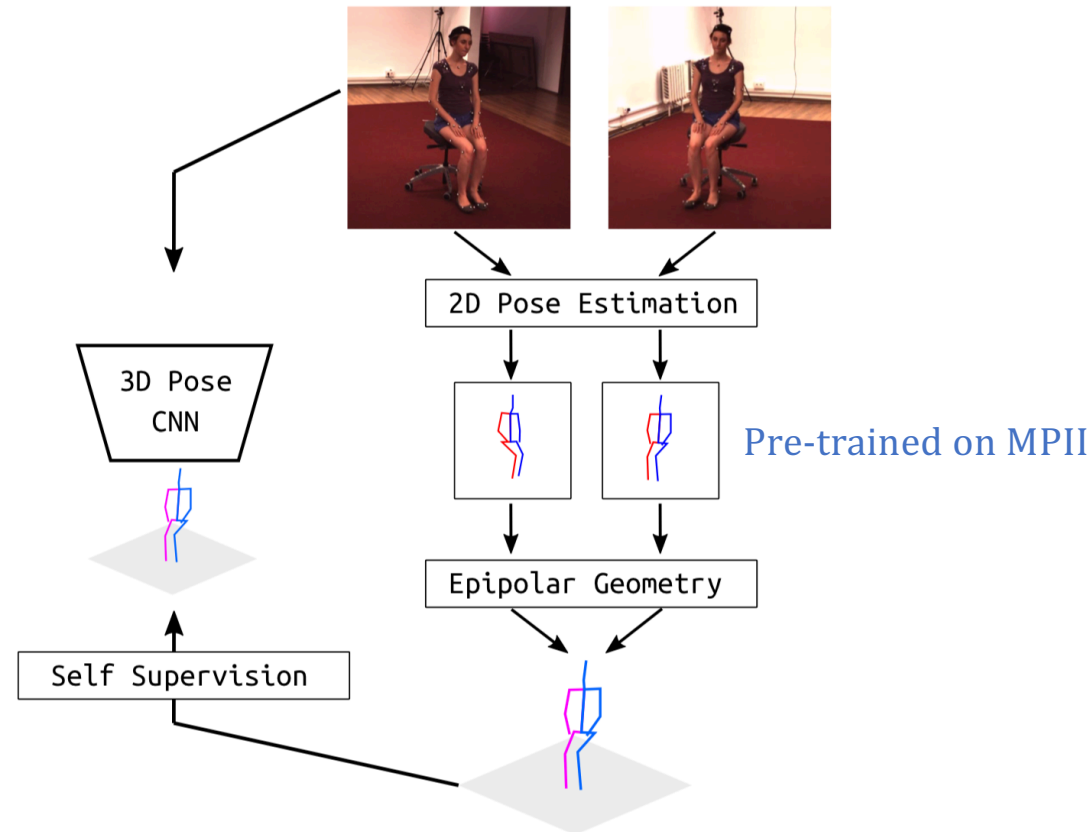 2D Pose Estimation
3D Pose
CNN
Pre-trained on MPII
Epipolar Geometry
Self Supervision